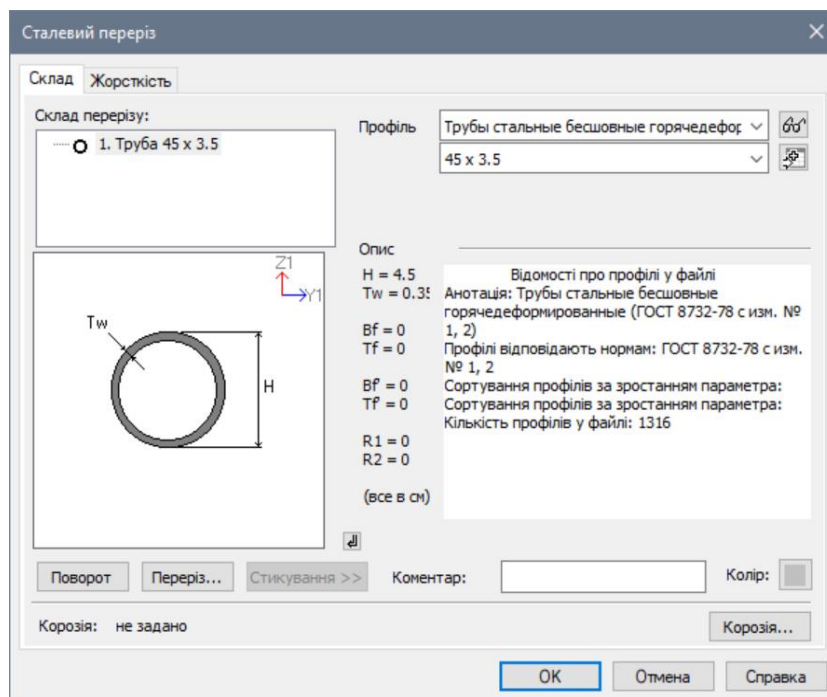 Сталевий переріз
Склад
Жорсткість
Склад перерізу:
1. Труба 45 x 3.5
Профіль
Трубы стальные бесшовные горячедефор
45 x 3.5
Z1
Y1
Tw
H
Опис
H = 4.5
Tw = 0.35
Bf = 0
Tf = 0
Bf' = 0
Tf' = 0
R1 = 0
R2 = 0
(все в см)
Відомості про профілі у файлі
Анотація: Трубы стальные бесшовные
горячедеформированные (ГОСТ 8732-78 с изм. №
1, 2)
Профілі відповідають нормам: ГОСТ 8732-78 с изм.
№ 1, 2
Сортування профілів за зростанням параметра:
Сортування профілів за зростанням параметра:
Кількість профілів у файлі: 1316
Поворот
Переріз...
Стикування >>
Коментар:
Колір:
Корозія: не задано
Корозія...
OK
Отмена
Справка